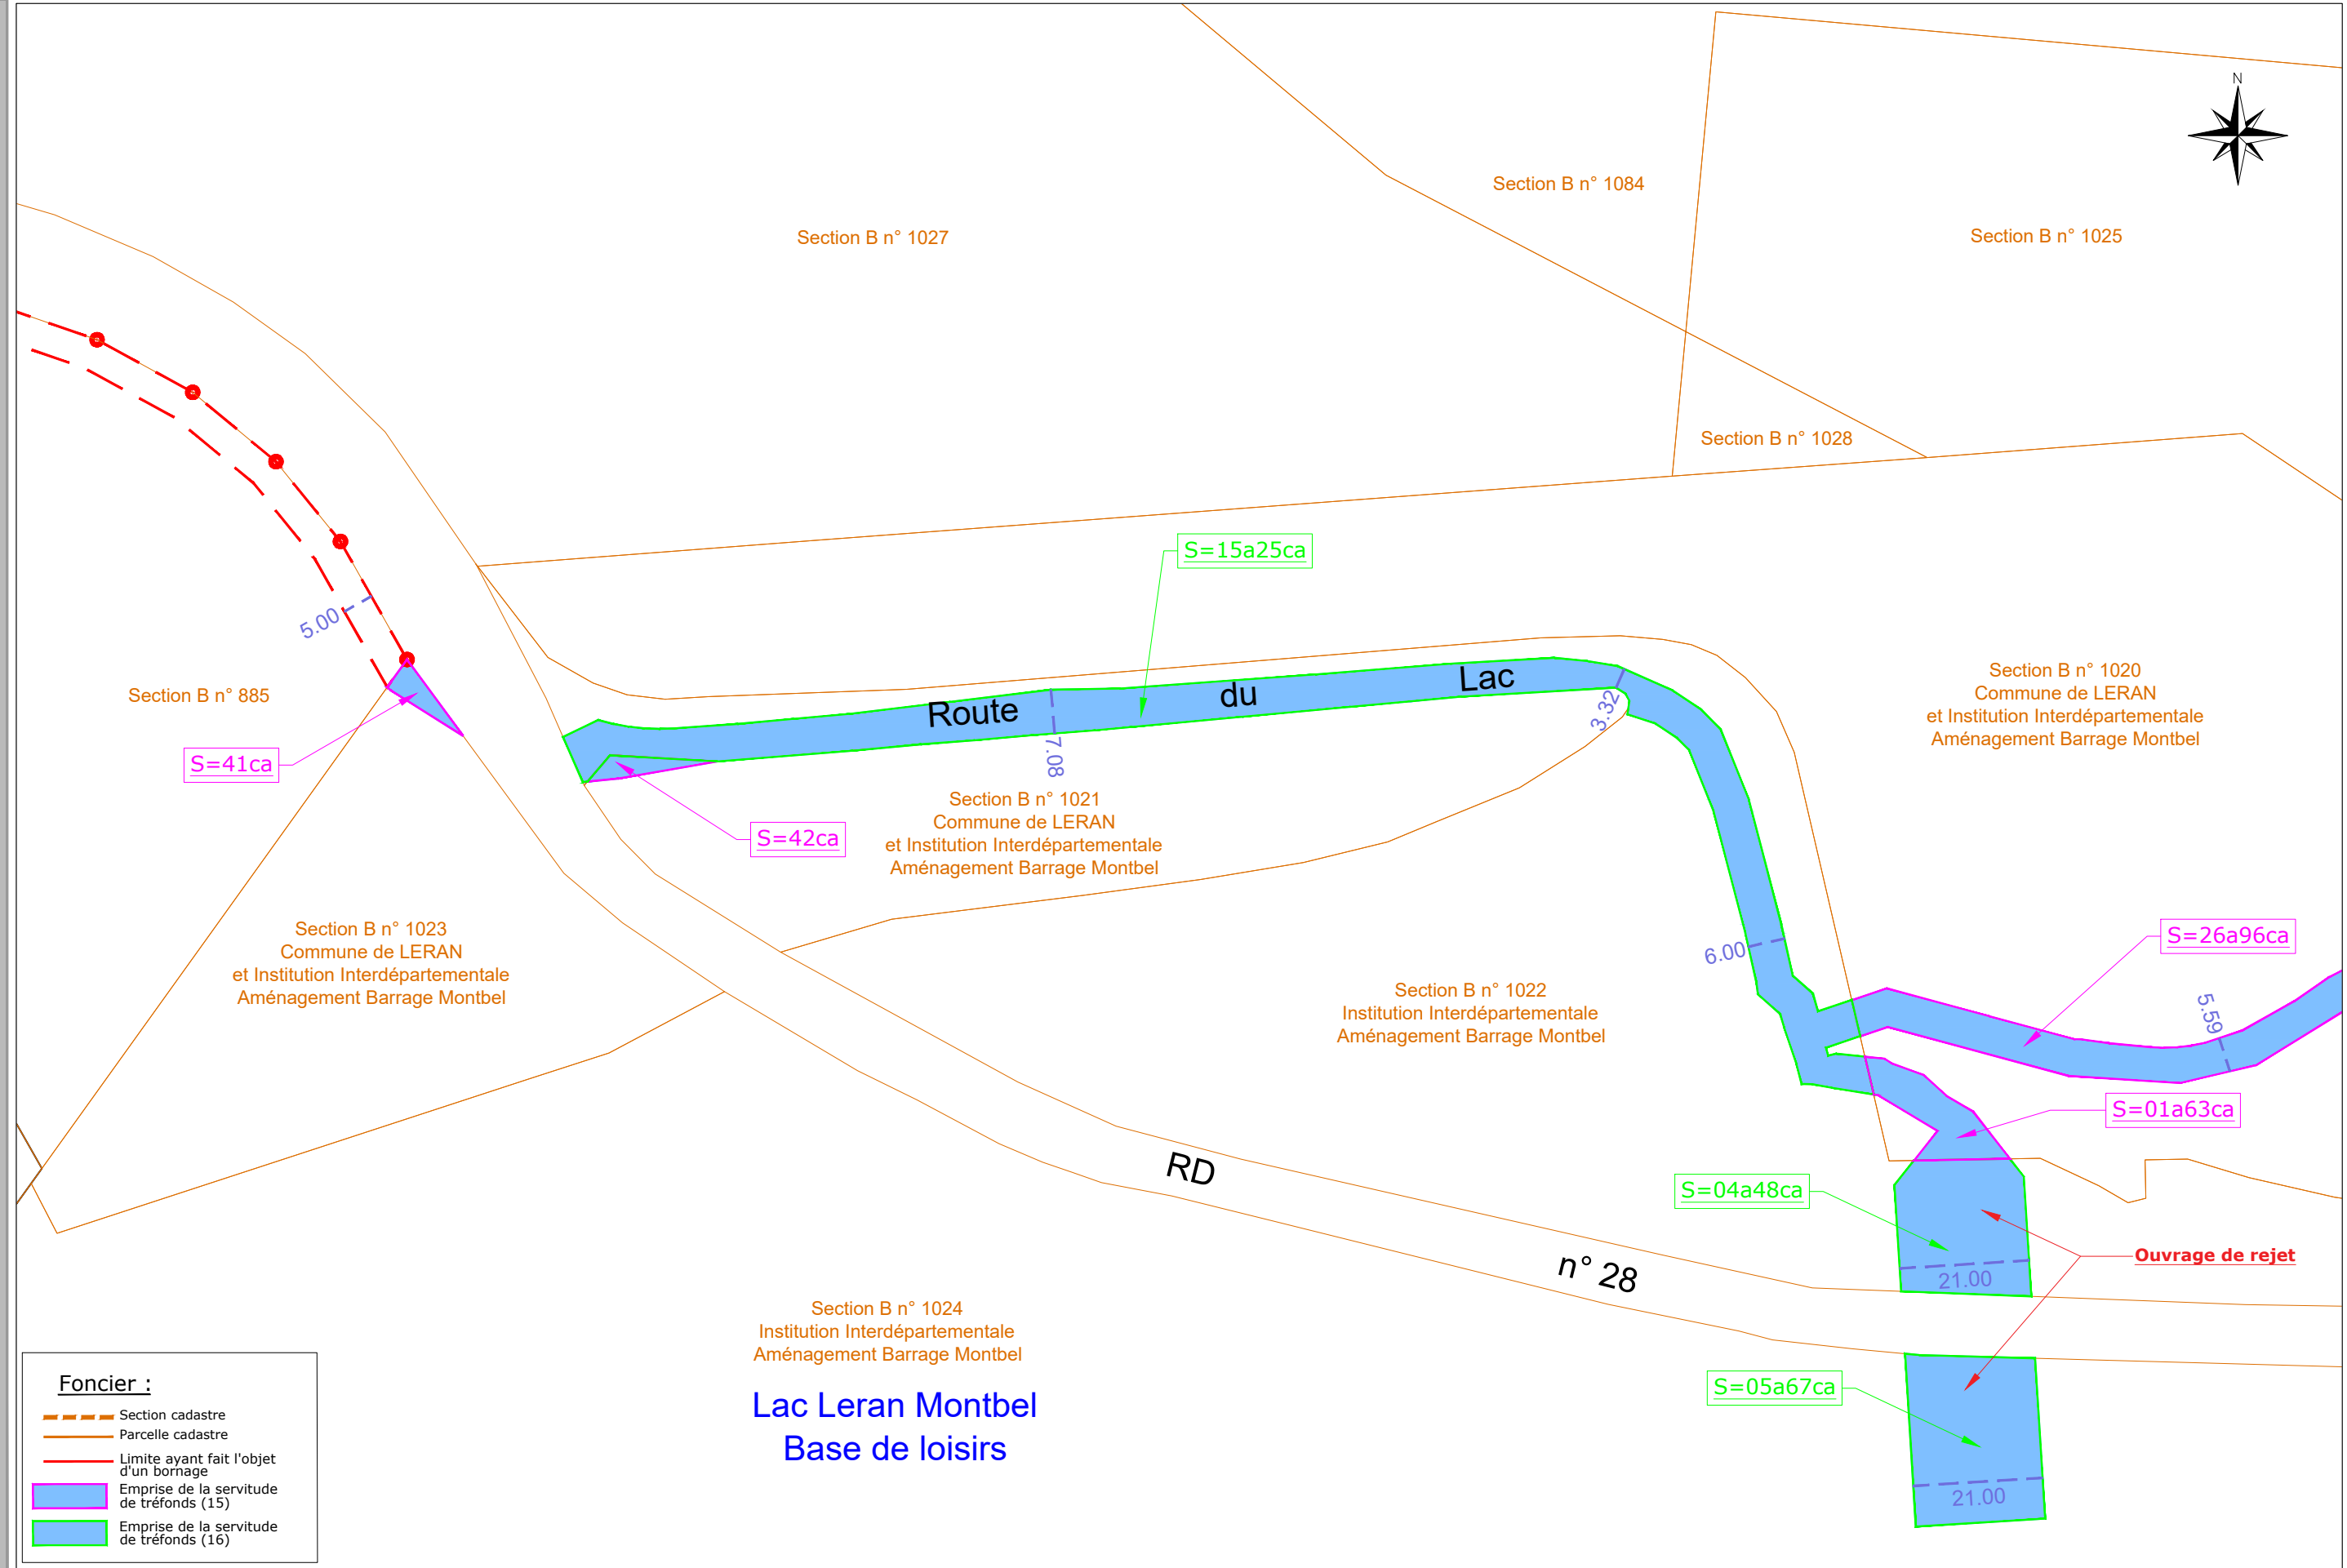 N
Section B n° 1084
Section B n° 1027
Section B n° 1025
Section B n° 1028
S=15a25ca
5.00
Section B n° 885
S=41ca
Route du Lac
3.32
7.08
Section B n° 1020
Commune de LERAN
et Institution Interdépartementale
Aménagement Barrage Montbel
Section B n° 1021
Commune de LERAN
et Institution Interdépartementale
Aménagement Barrage Montbel
S=42ca
Section B n° 1023
Commune de LERAN
et Institution Interdépartementale
Aménagement Barrage Montbel
6.00
S=26a96ca
Section B n° 1022
Institution Interdépartementale
Aménagement Barrage Montbel
5.59
S=01a63ca
RD n° 28
S=04a48ca
Ouvrage de rejet
21.00
Section B n° 1024
Institution Interdépartementale
Aménagement Barrage Montbel
Lac Leran Montbel
Base de loisirs
S=05a67ca
21.00
Foncier :
Section cadastre
Parcelle cadastre
Limite ayant fait l'objet
d'un bornage
Emprise de la servitude
de tréfonds (15)
Emprise de la servitude
de tréfonds (16)